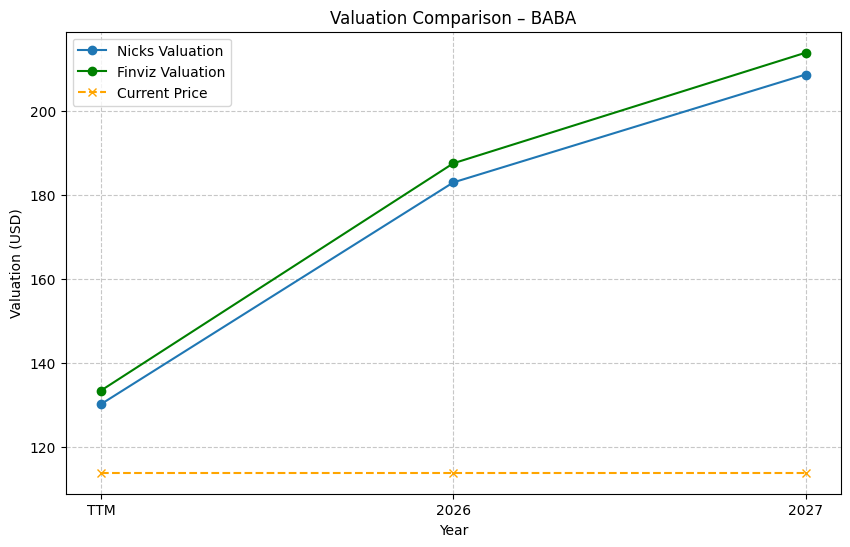 Valuation Comparison – BABA
Nicks Valuation
Finviz Valuation
Current Price
Valuation (USD)
200
180
160
140
120
TTM
2026
2027
Year